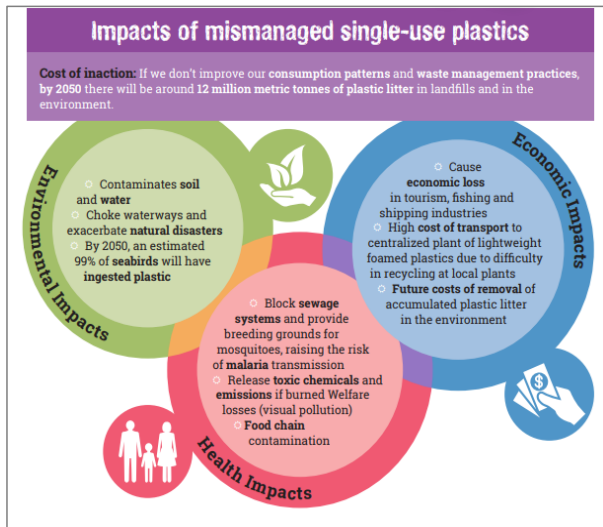 Impacts of mismanaged single-use plastics
Cost of inaction: If we don't improve our consumption patterns and waste management practices,
by 2050 there will be around 12 million metric tonnes of plastic litter in landfills and in the
environment.
Environmental Impacts
Contaminates soil
and water
Choke waterways and
exacerbate natural disasters
By 2050, an estimated
99% of seabirds will have
ingested plastic
Economic Impacts
Cause
economic loss
in tourism, fishing and
shipping industries
High cost of transport to
centralized plant of lightweight
foamed plastics due to difficulty
in recycling at local plants
Future costs of removal of
accumulated plastic litter
in the environment
$
Block sewage
systems and provide
breeding grounds for
mosquitoes, raising the risk
of malaria transmission
Release toxic chemicals and
emissions if burned Welfare
losses (visual pollution)
Food chain
contamination
Health Impacts